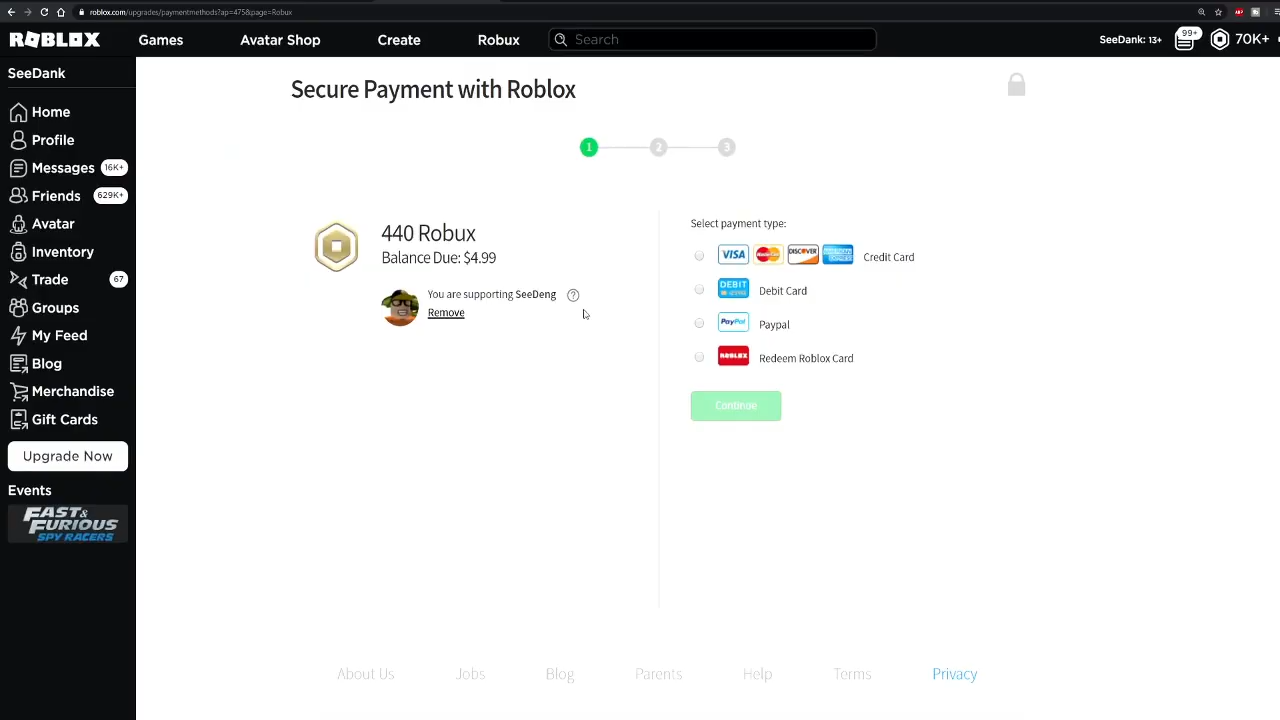 roblox.com/upgrades/paymentmethods?ap=475&page=Robux
ROBLOX
Games
Avatar Shop
Create
Robux
Search
SeeDank: 13+
99+
70K+
SeeDank
Home
Profile
Messages 16K+
Friends 629K+
Avatar
Inventory
Trade 67
Groups
My Feed
Blog
Merchandise
Gift Cards
Upgrade Now
Events
FAST & FURIOUS
SPY RACERS
Secure Payment with Roblox
1 2 3
440 Robux
Balance Due: $4.99
You are supporting SeeDeng ?
Remove
Select payment type:
VISA MasterCard DISCOVER AMERICAN EXPRESS Credit Card
DEBIT Debit Card
PayPal Paypal
ROBLOX Redeem Roblox Card
Continue
About Us
Jobs
Blog
Parents
Help
Terms
Privacy